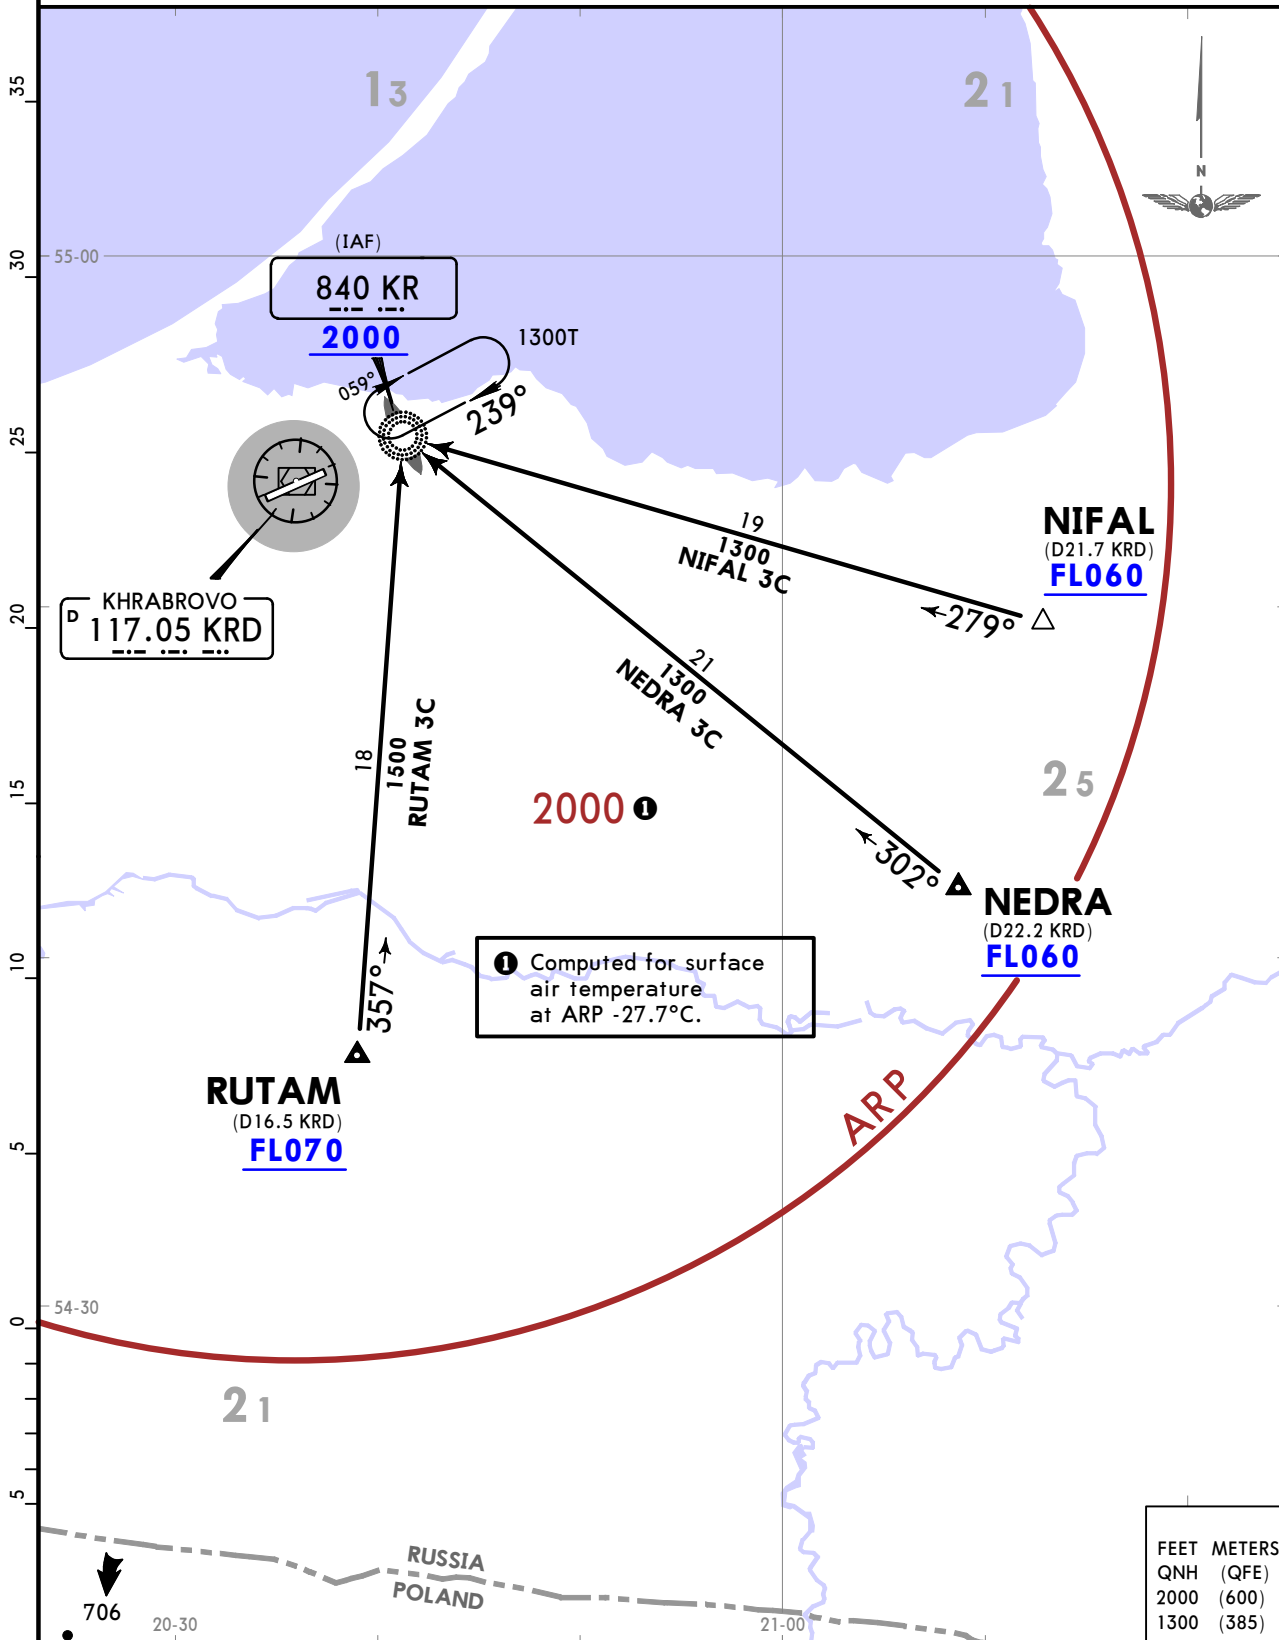 35
13
21
N
(IAF)
30
55-00
840 KR
2000
1300T
059°
239°
25
19
1300
NIFAL 3C
NIFAL
(D21.7 KRD)
FL060
279°
KHRABROVO
D 117.05 KRD
20
21
1300
NEDRA 3C
18
1500
RUTAM 3C
25
15
2000 1
302°
NEDRA
(D22.2 KRD)
FL060
10
1 Computed for surface
air temperature
at ARP -27.7°C.
357°
RUTAM
(D16.5 KRD)
FL070
ARP
5
54-30
0
21
5
RUSSIA
POLAND
706
20-30
21-00
FEET METERS
QNH (QFE)
2000 (600)
1300 (385)